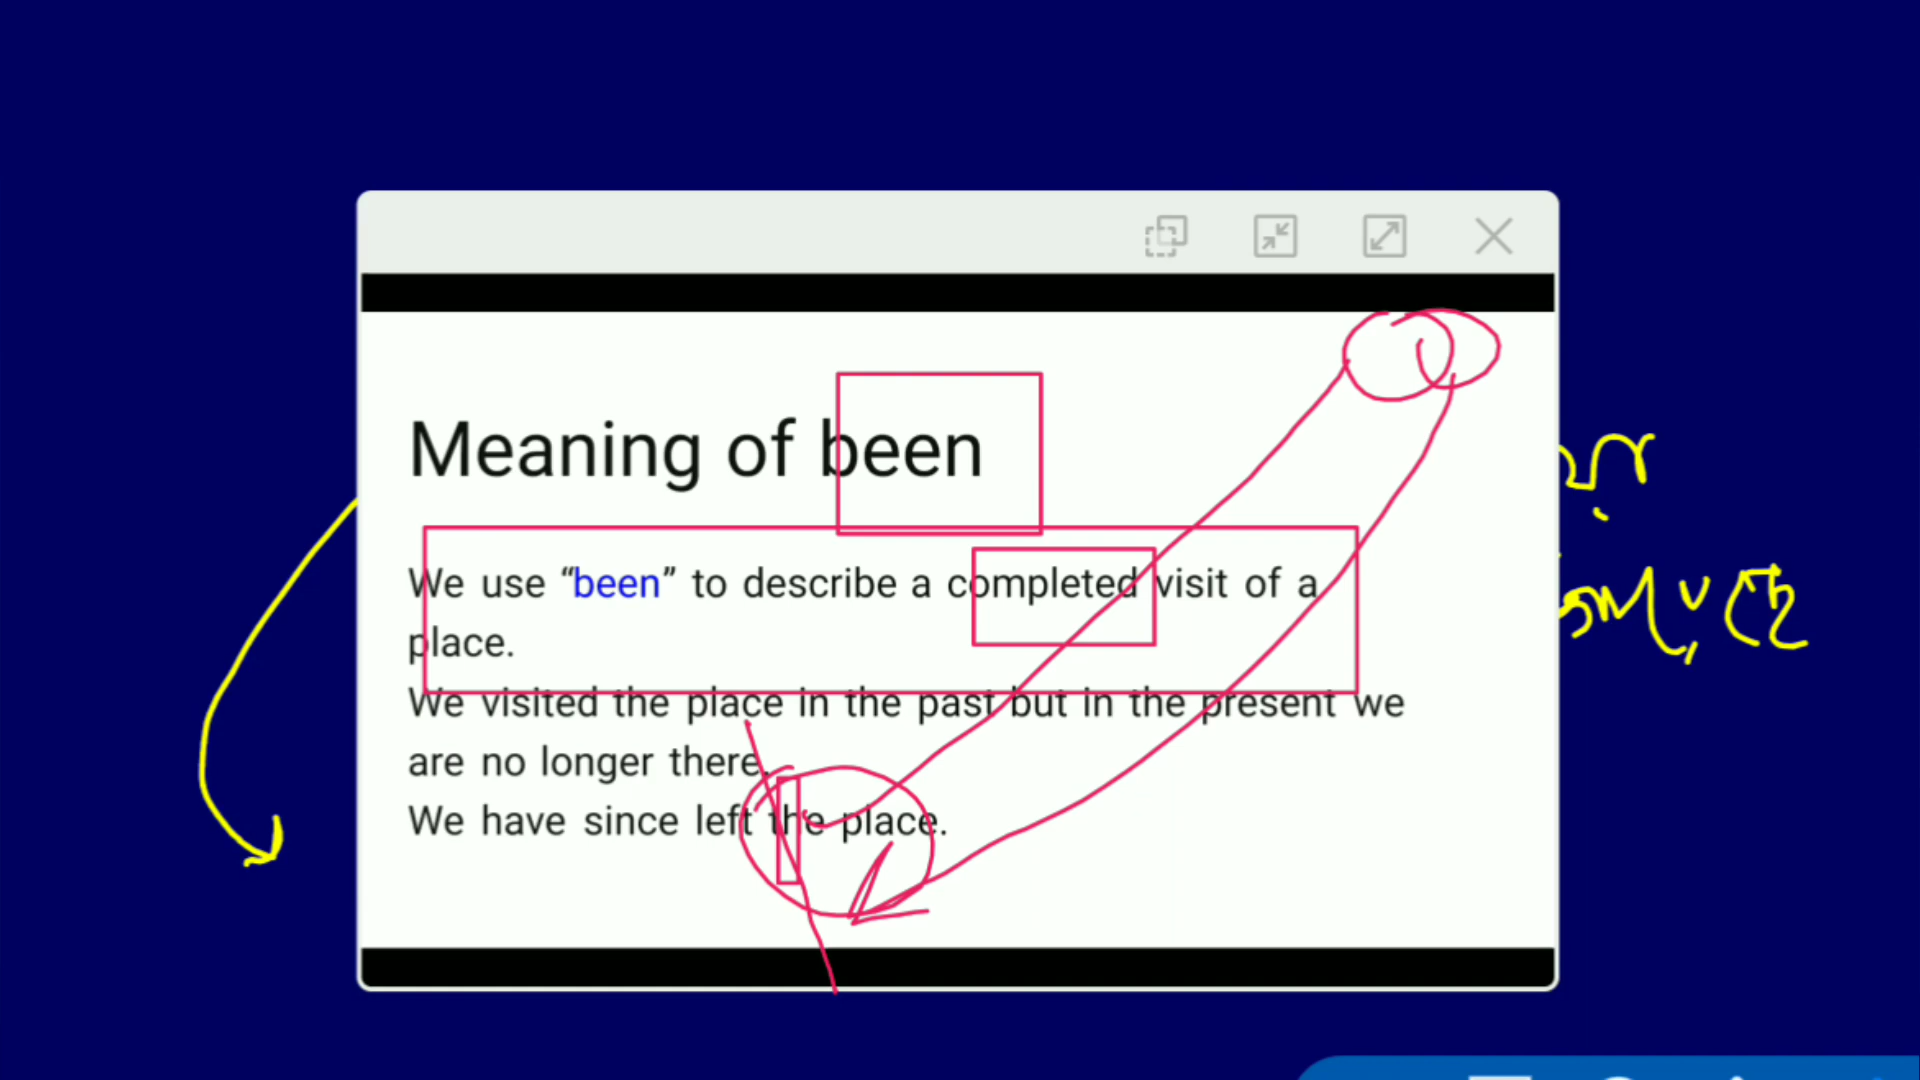 Meaning of been
We use “been” to describe a completed visit of a
place.
We visited the place in the past but in the present we
are no longer there.
We have since left the place.